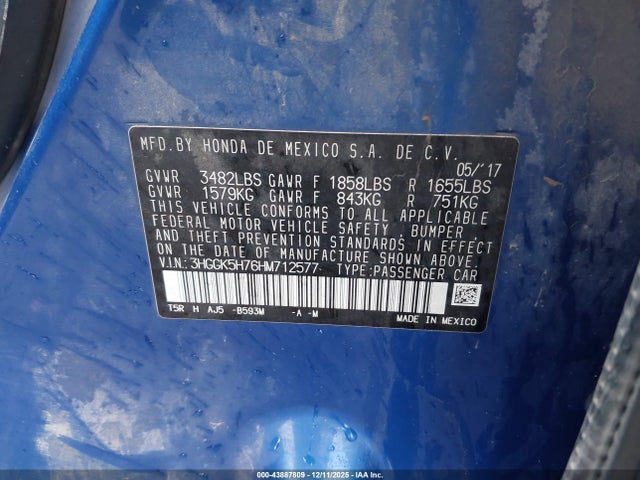 MFD.BY HONDA DE MEXICO S.A. DE C.V.
05/'17
GVWR 3482LBS GAWR F 1858LBS R 1655LBS
GVWR 1579KG GAWR F 843KG R 751KG
THIS VEHICLE CONFORMS TO ALL APPLICABLE
FEDERAL MOTOR VEHICLE SAFETY, BUMPER
AND THEFT PREVENTION STANDARDS IN EFFECT
ON THE DATE OF MANUFACTURE SHOWN ABOVE.
V.I.N: 3HGGK5H76HM712577 TYPE:PASSENGER CAR
T5R H AJ5 -B593M -A -M
MADE IN MEXICO
000-43887809 - 12/11/2025 - IAA Inc.